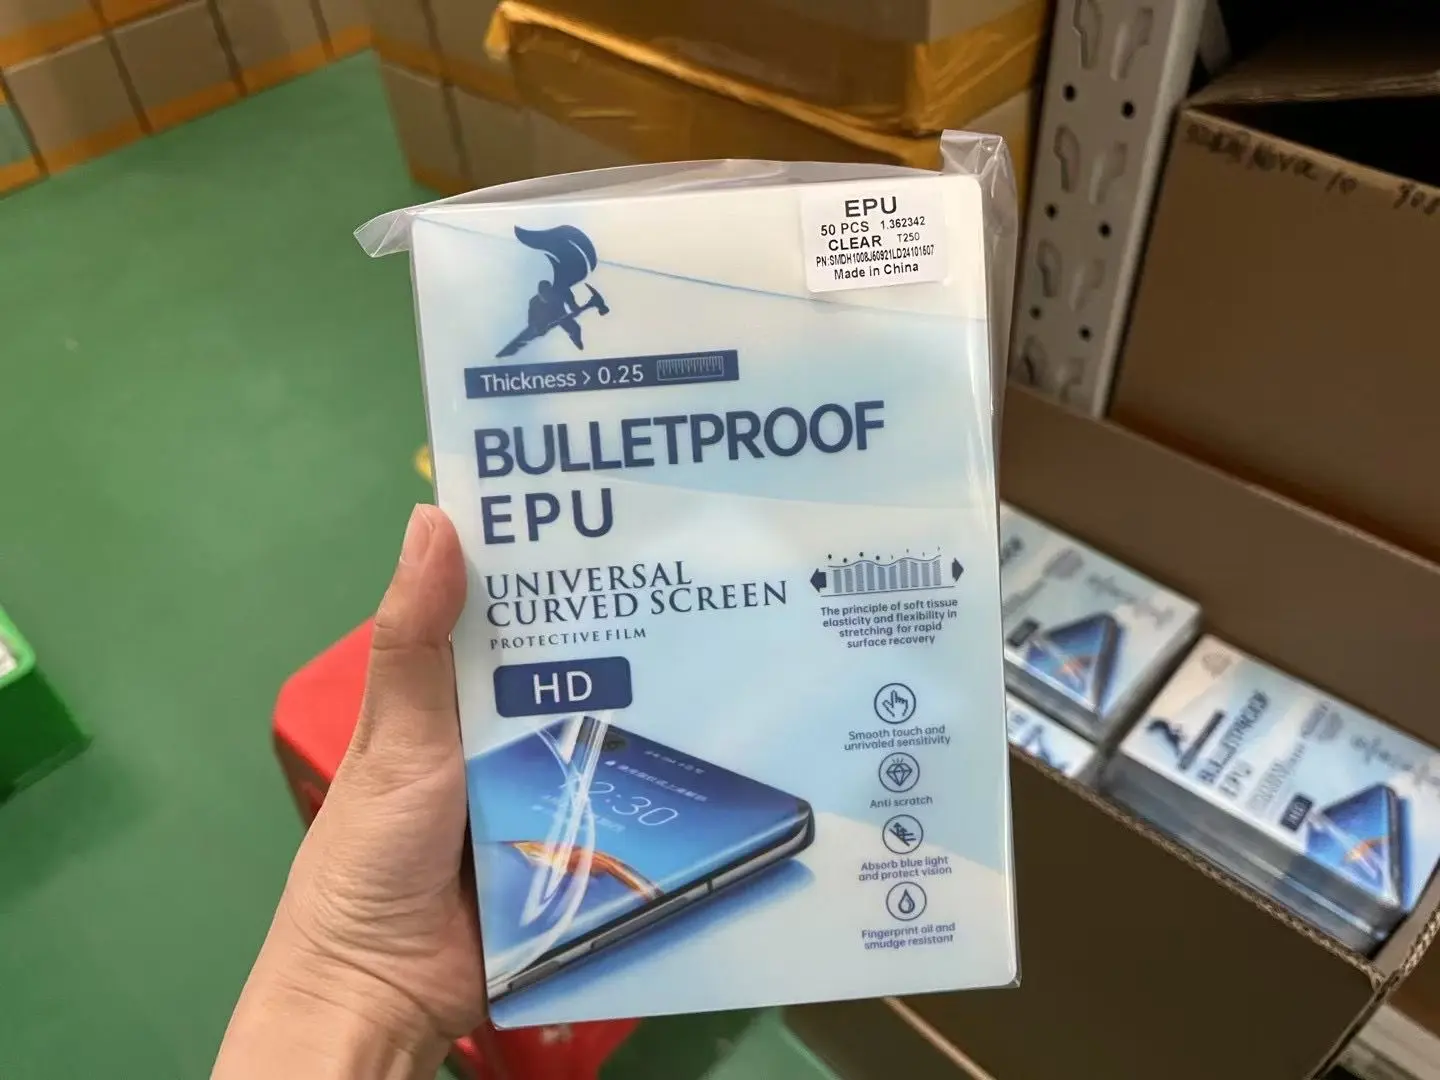 EPU
50 PCS 1.362342
CLEAR T250
PN:SMDH1008J60921LD24101607
Made in China
Thickness > 0.25
BULLETPROOF
EPU
UNIVERSAL
CURVED SCREEN
PROTECTIVE FILM
HD
The principle of soft tissue
elasticity and flexibility in
stretching for rapid
surface recovery
Smooth touch and
unrivaled sensitivity
Anti scratch
Absorb blue light
and protect vision
Fingerprint oil and
smudge resistant
BULLETPROOF
EPU